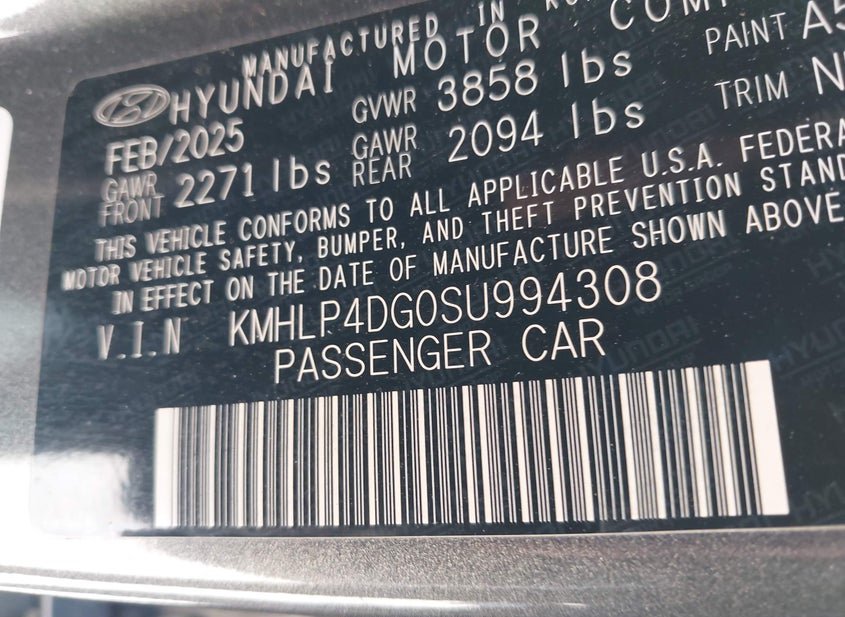 MANUFACTURED IN
HYUNDAI MOTOR
FEB/2025 GVWR 3858 lbs PAINT
GAWR FRONT 2271 lbs GAWR REAR 2094 lbs TRIM
THIS VEHICLE CONFORMS TO ALL APPLICABLE U.S.A.
MOTOR VEHICLE SAFETY, BUMPER, AND THEFT PREVENTION
IN EFFECT ON THE DATE OF MANUFACTURE SHOWN ABOVE
V.I.N KMHLP4DG0SU994308
PASSENGER CAR